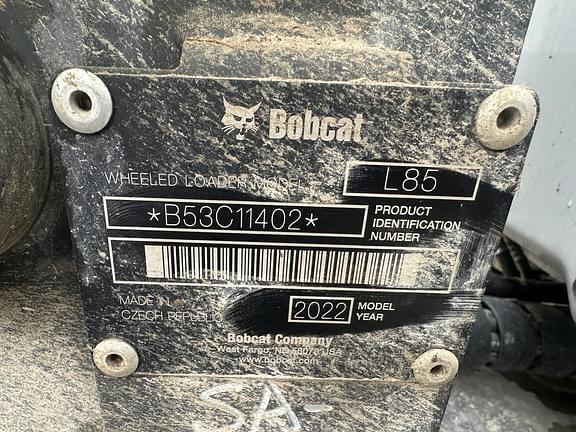 Bobcat
WHEELED LOADER MODEL L85
*B53C11402* PRODUCT
IDENTIFICATION
NUMBER
MADE IN
CZECH REPUBLIC
2022 MODEL
YEAR
Bobcat Company
West Fargo, ND 58078 USA
www.bobcat.com
SA-